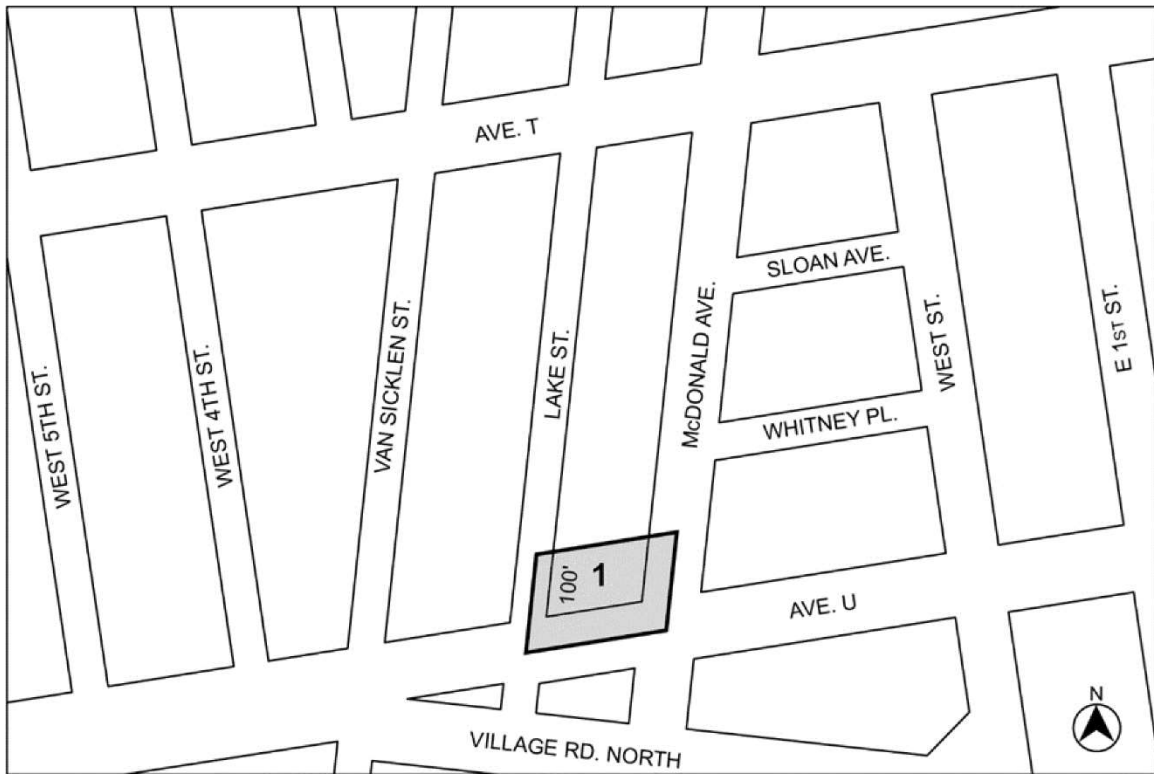 AVE. T
SLOAN AVE.
WEST 5TH ST.
WEST 4TH ST.
VAN SICKLEN ST.
LAKE ST.
McDONALD AVE.
WEST ST.
E 1ST ST.
WHITNEY PL.
100'
1
AVE. U
N
VILLAGE RD. NORTH